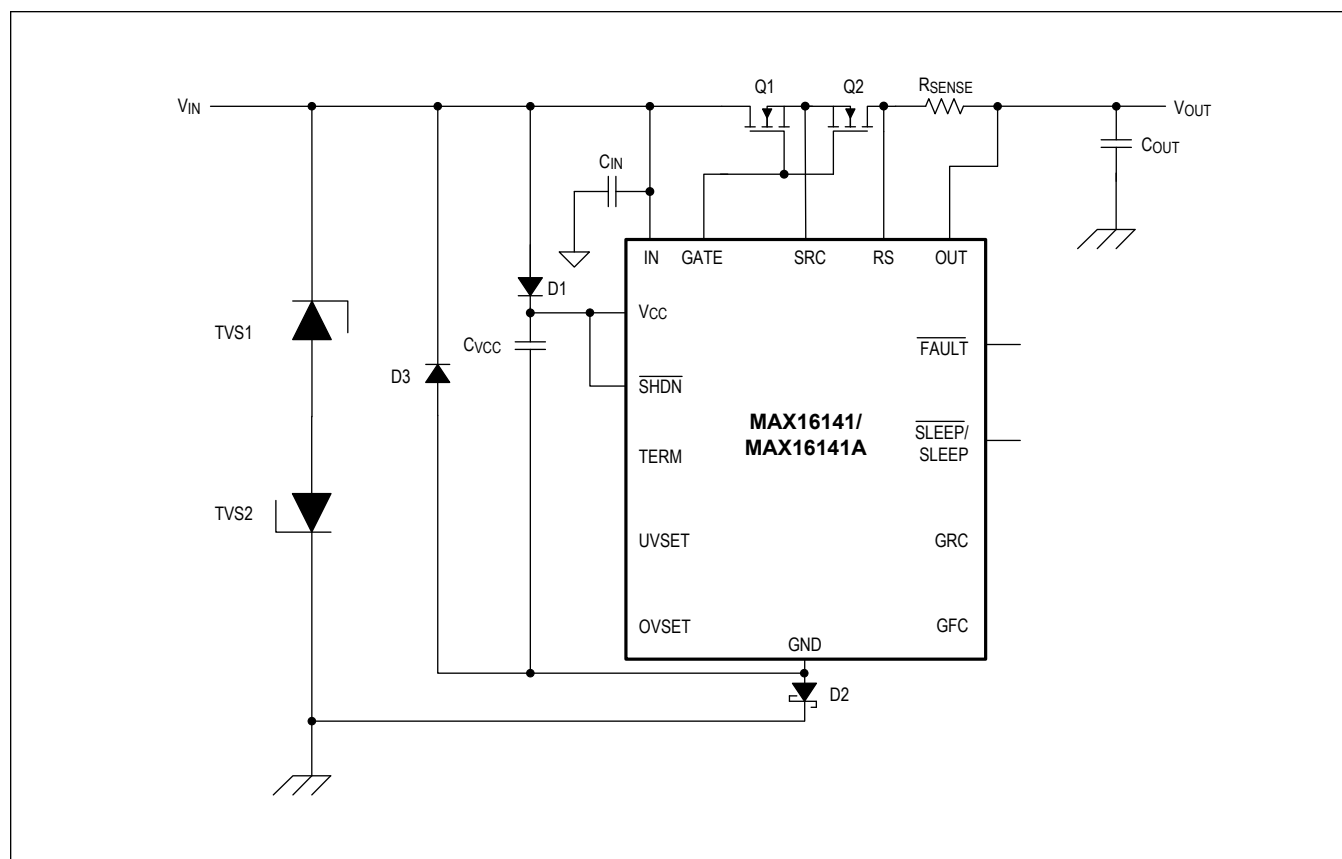 Q1
Q2
RSENSE
VIN
VOUT
COUT
CIN
IN
GATE
SRC
RS
OUT
D1
VCC
TVS1
CVCC
FAULT
D3
SHDN
MAX16141/
MAX16141A
SLEEP/
SLEEP
TERM
TVS2
UVSET
GRC
OVSET
GFC
GND
D2